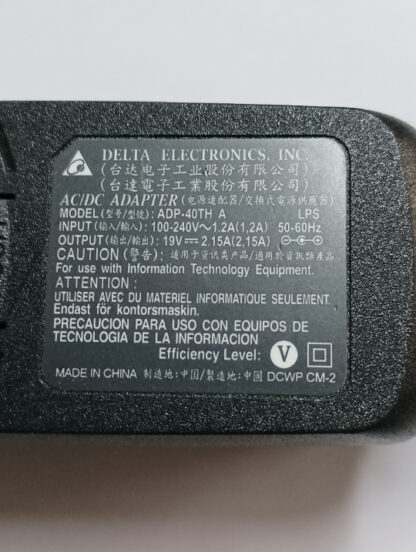 DELTA ELECTRONICS, INC.
(台达电子工业股份有限公司)
(台達電子工業股份有限公司)
AC/DC ADAPTER (电源适配器/交換式電源供應器)
MODEL(型号/型號): ADP-40TH A LPS
INPUT(输入/輸入): 100-240V~1.2A(1,2A) 50-60Hz
OUTPUT(输出/輸出): 19V⎓2.15A(2,15A)
CAUTION (警告): 适用于资讯类产品/適用於資訊類產品
For use with Information Technology Equipment.
ATTENTION :
UTILISER AVEC DU MATERIEL INFORMATIQUE SEULEMENT.
Endast för kontorsmaskin.
PRECAUCION PARA USO CON EQUIPOS DE
TECNOLOGIA DE LA INFORMACION
Efficiency Level: V
MADE IN CHINA 制造地:中国/製造地:中國 DCWP CM-2